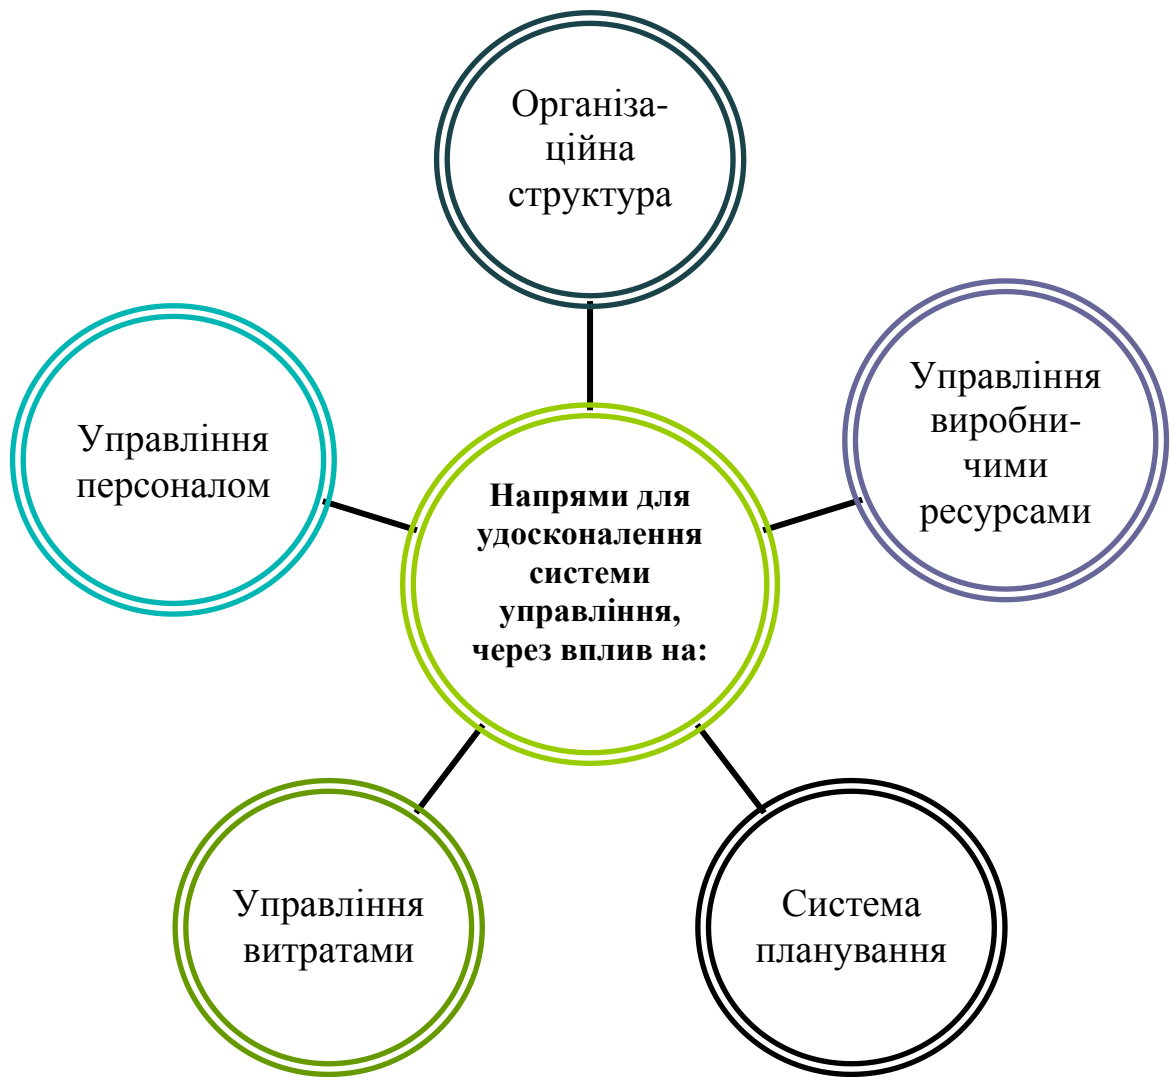 Організа-
ційна
структура
Управління
виробни-
чими
ресурсами
Управління
персоналом
Напрями для
удосконалення
системи
управління,
через вплив на:
Управління
витратами
Система
планування